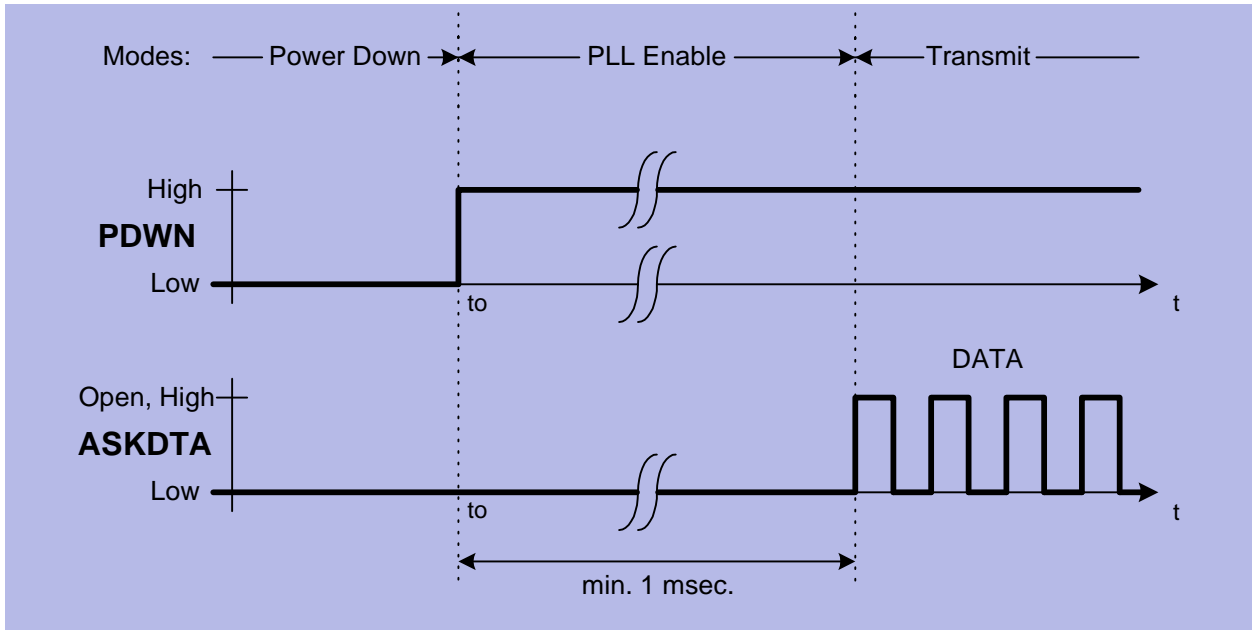 Modes: Power Down PLL Enable Transmit
High
PDWN
Low
to
t
DATA
Open, High
ASKDTA
Low
to
t
min. 1 msec.